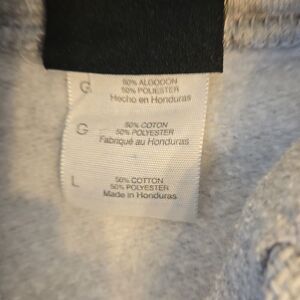 G
50% ALGODON
50% POLIESTER
Hecho en Honduras
G
50% COTON
50% POLYESTER
Fabriqué au Honduras
L
50% COTTON
50% POLYESTER
Made in Honduras